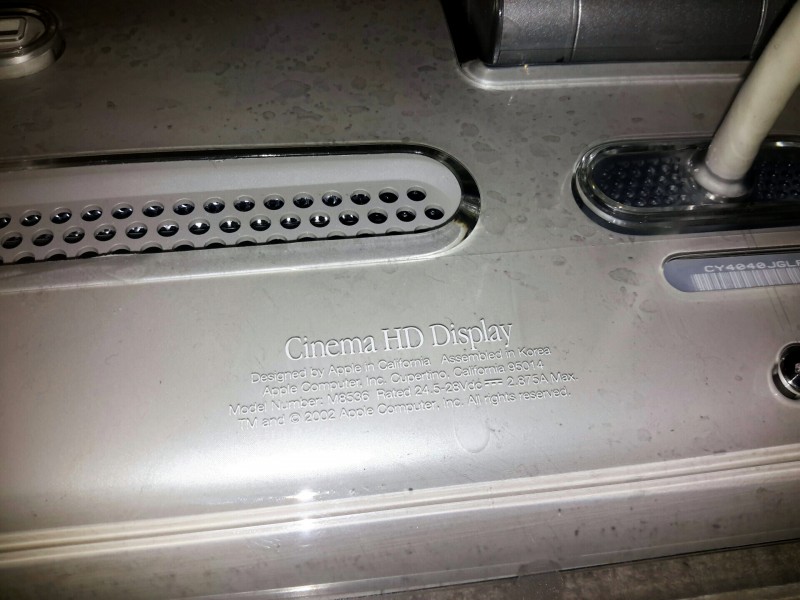 CY4040JGLP
Cinema HD Display
Designed by Apple in California Assembled in Korea
Apple Computer, Inc. Cupertino, California 95014
Model Number: M8536 Rated 24.5-28Vdc ⎓ 2.875A Max.
TM and © 2002 Apple Computer, Inc. All rights reserved.